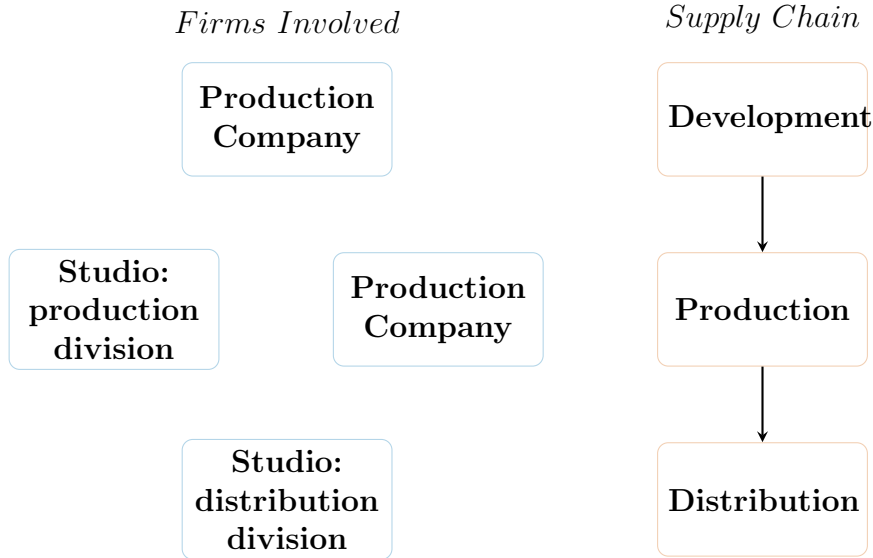 Firms Involved
Supply Chain
Production
Company
Development
Studio:
production
division
Production
Company
Production
Studio:
distribution
division
Distribution